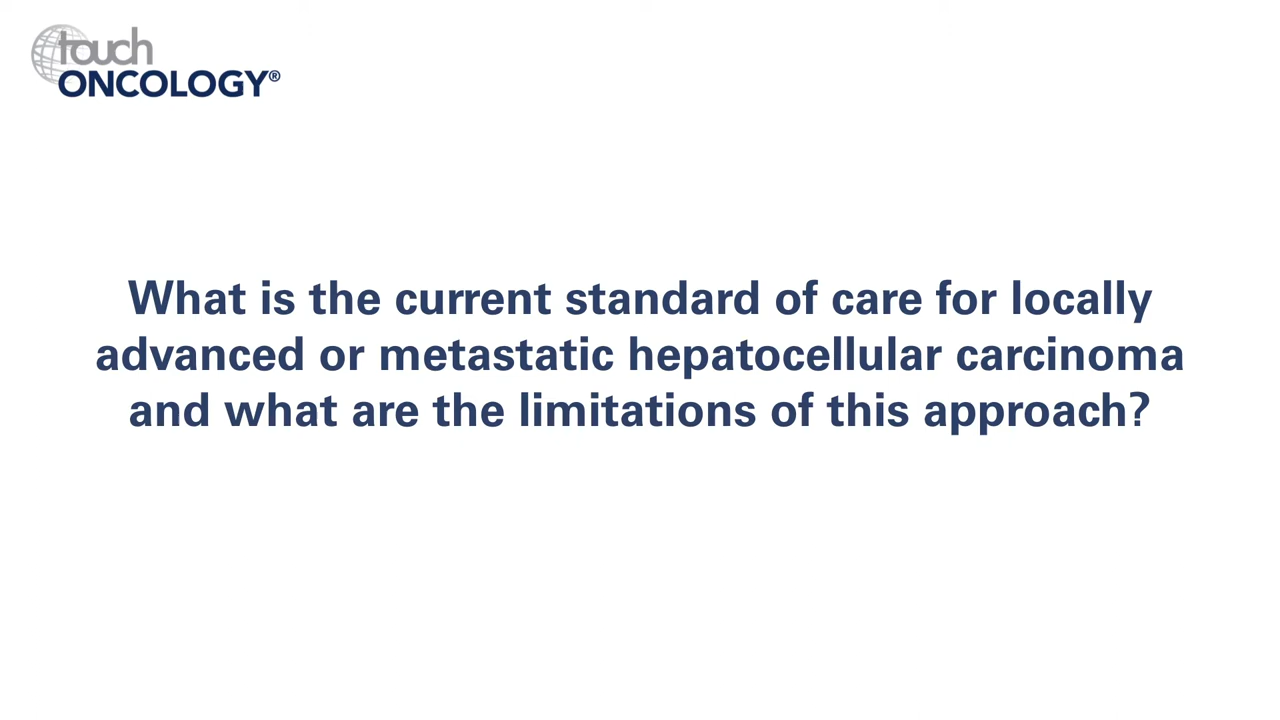 touch
ONCOLOGY®
What is the current standard of care for locally
advanced or metastatic hepatocellular carcinoma
and what are the limitations of this approach?